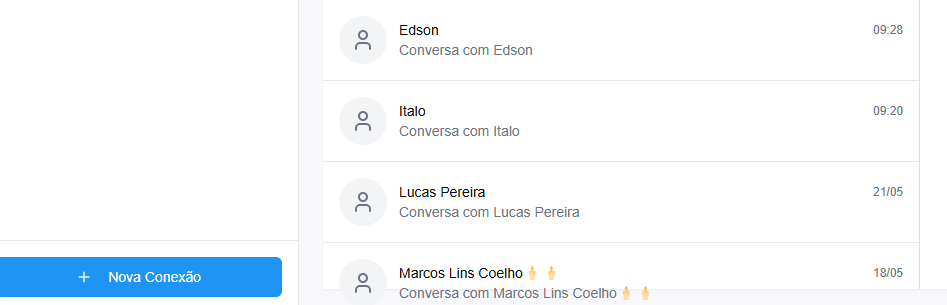 Edson
09:28
Conversa com Edson
Italo
09:20
Conversa com Italo
Lucas Pereira
21/05
Conversa com Lucas Pereira
Nova Conexão
Marcos Lins Coelho🕯🕯
18/05
Conversa com Marcos Lins Coelho🕯🕯